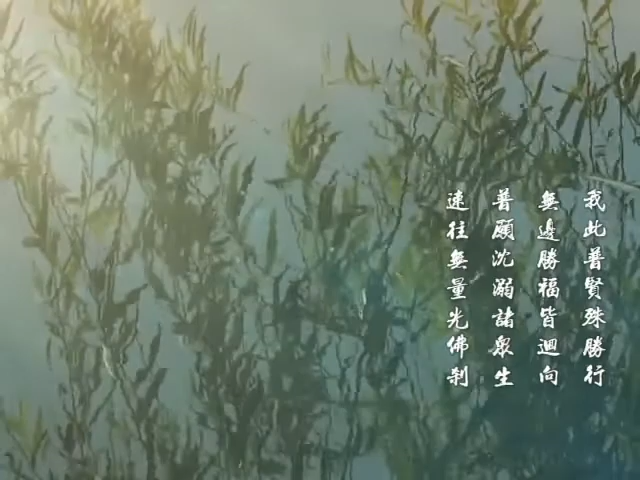 我此普賢殊勝行
無邊勝福皆迴向
普願沈溺諸眾生
速往無量光佛剎